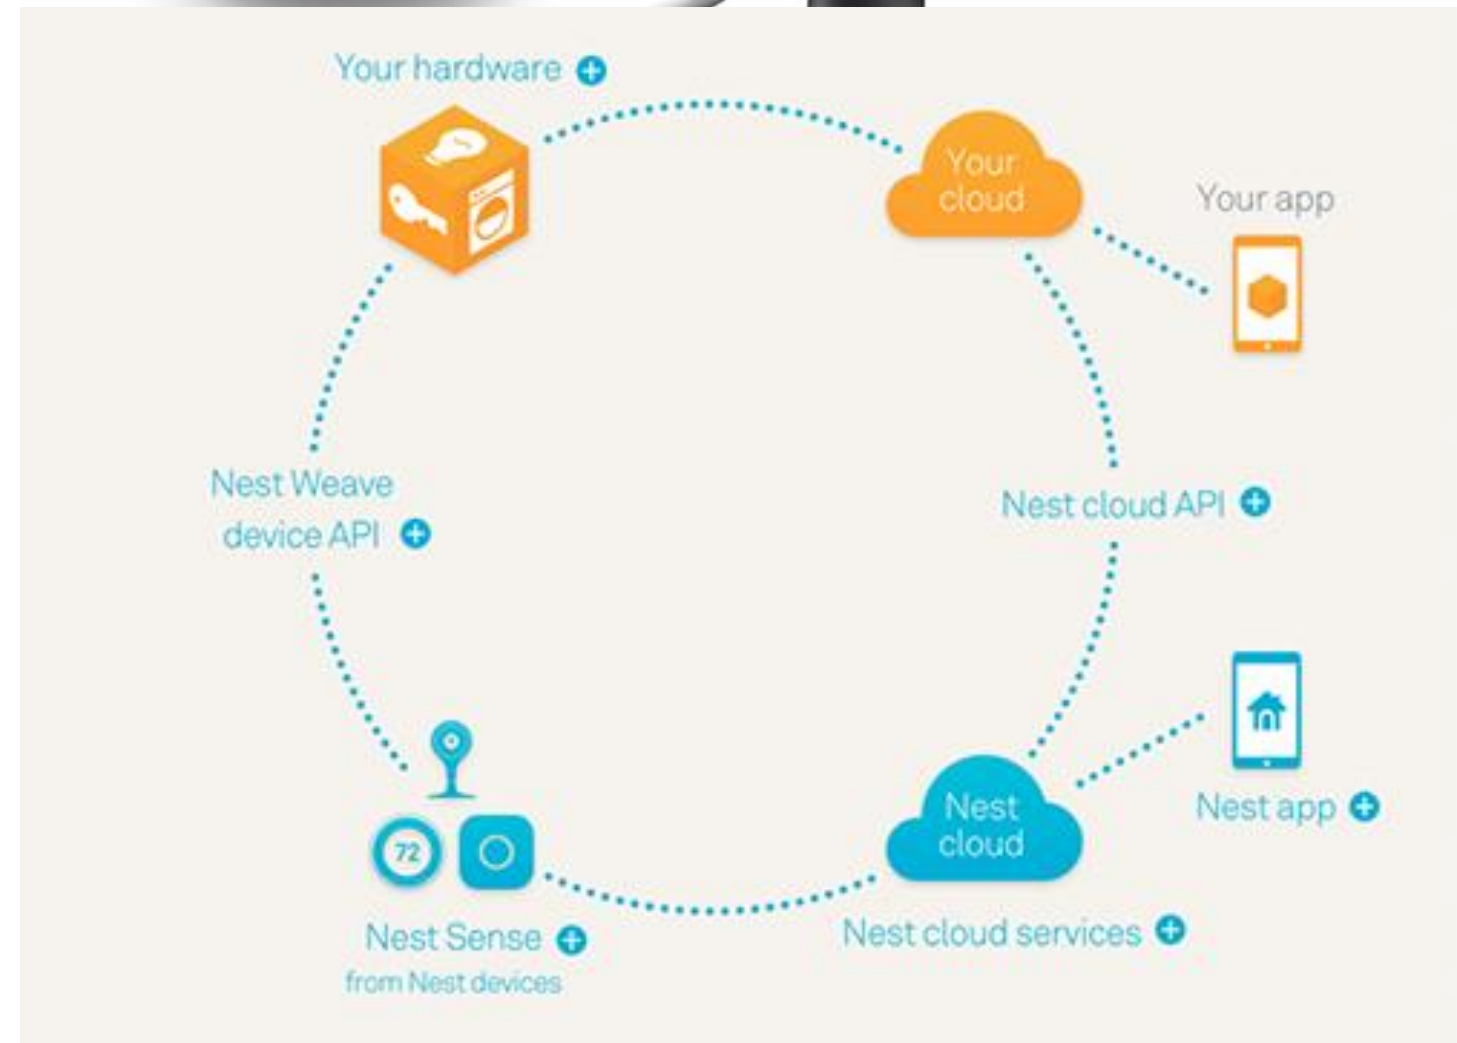 Your hardware
Your
cloud
Your app
Nest Weave
device API
Nest cloud API
72
Nest
cloud
Nest app
Nest Sense
from Nest devices
Nest cloud services